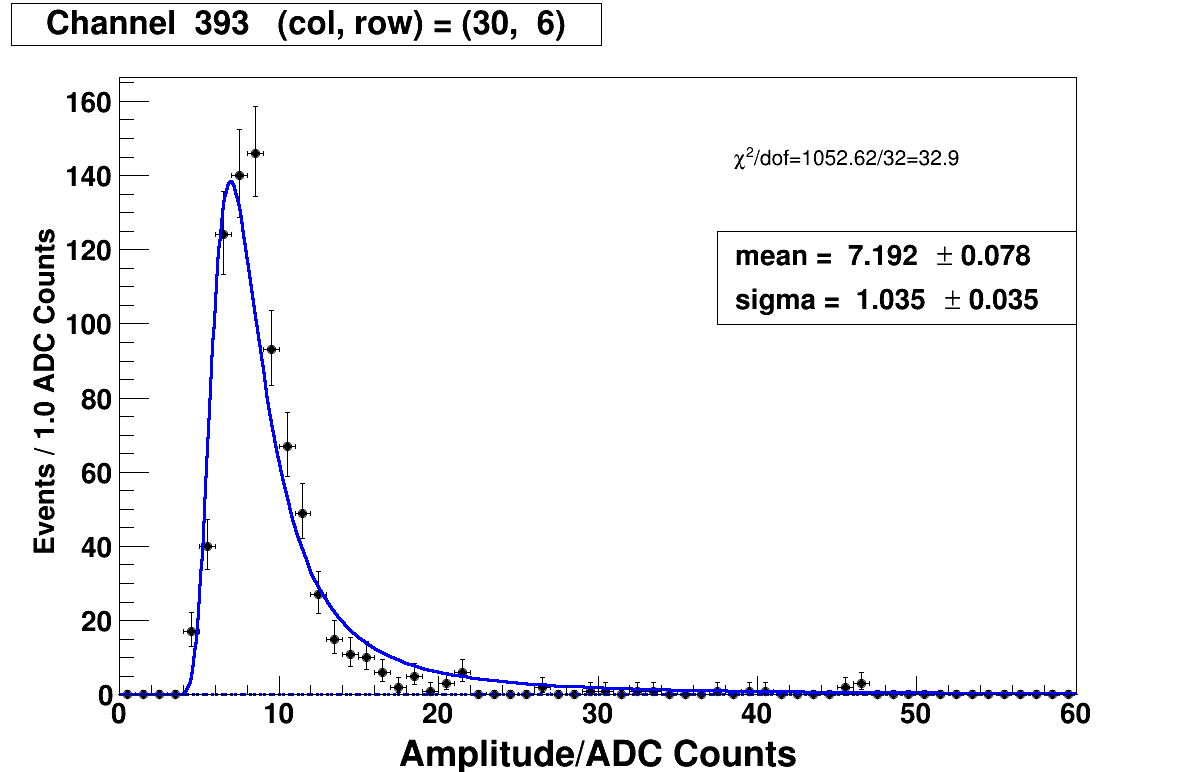 Channel 393 (col, row) = (30, 6)
160
140
120
100
80
60
40
20
0
Events / 1.0 ADC Counts
χ²/dof=1052.62/32=32.9
mean = 7.192 ± 0.078
sigma = 1.035 ± 0.035
0 10 20 30 40 50 60
Amplitude/ADC Counts